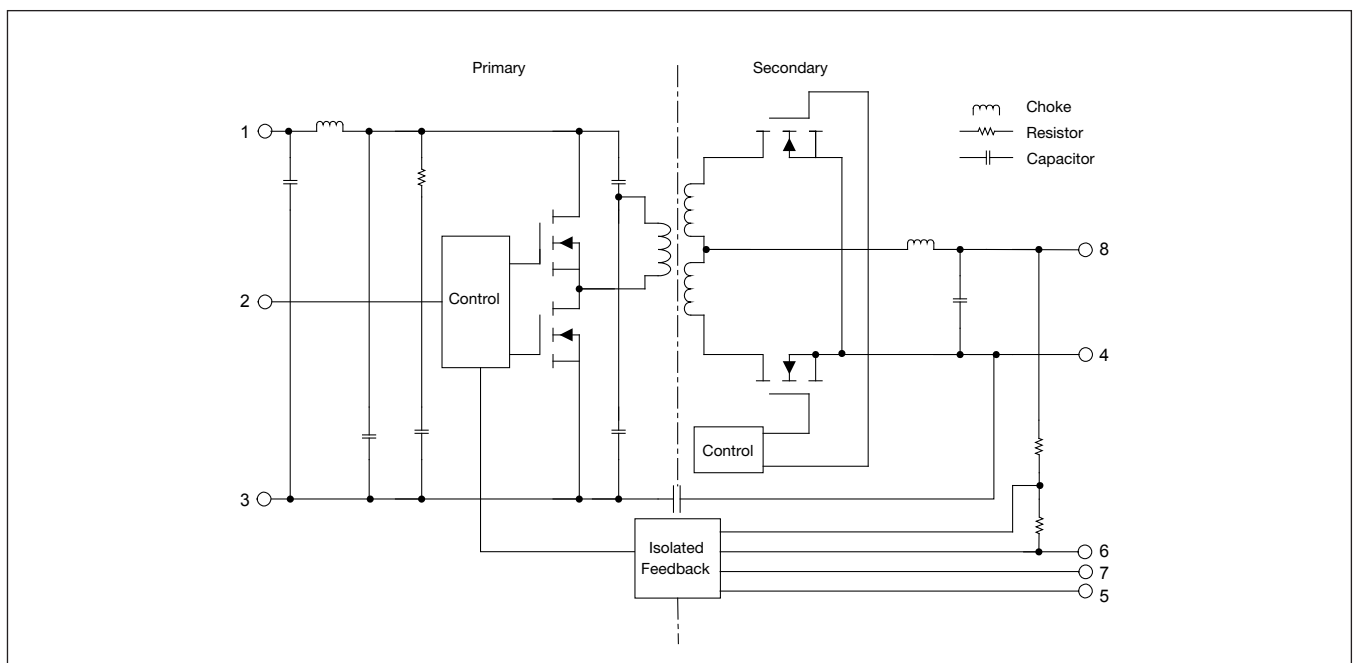 Primary
Secondary
Choke
Resistor
Capacitor
1
8
2
Control
4
Control
3
Isolated
Feedback
6
7
5